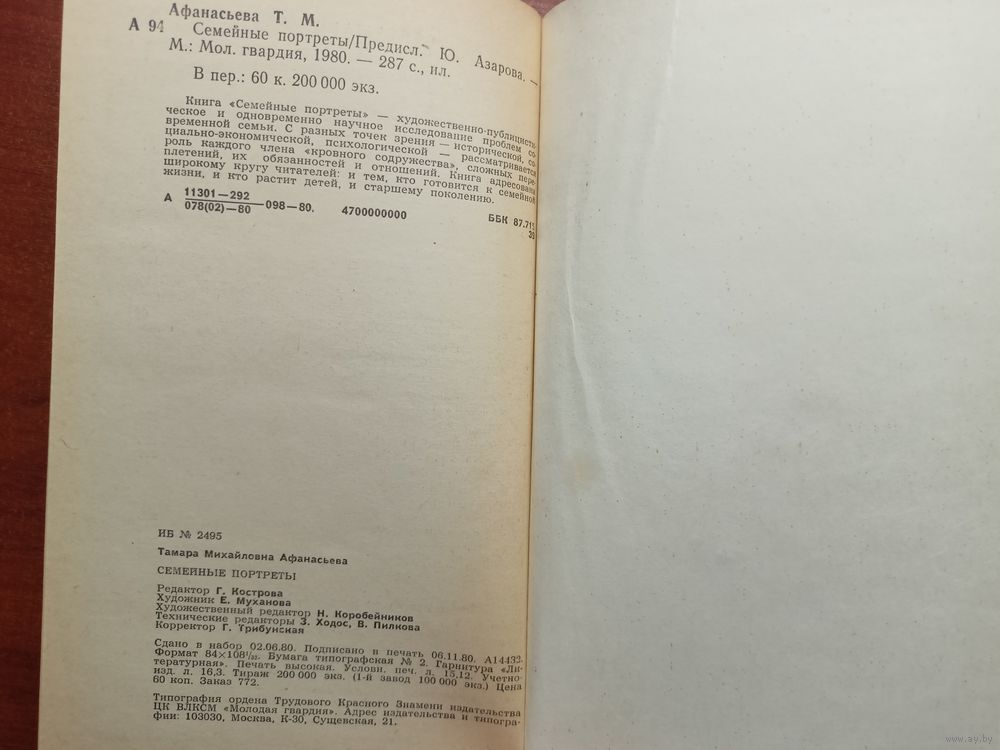 Афанасьева Т. М.
А 94 Семейные портреты/Предисл. Ю. Азарова. —
М.: Мол. гвардия, 1980. — 287 с., ил.
В пер.: 60 к. 200 000 экз.
Книга «Семейные портреты» — художественно-публицисти-
ческое и одновременно научное исследование проблем со-
временной семьи. С разных точек зрения — исторической, со-
циально-экономической, психологической — рассматривается
роль каждого члена «кровного содружества», сложных пере-
плетений, их обязанностей и отношений. Книга адресована
широкому кругу читателей: и тем, кто готовится к семейной
жизни, и кто растит детей, и старшему поколению.
А 11301—292
078(02)—80 098—80. 4700000000 ББК 87.715
39
ИБ № 2495
Тамара Михайловна Афанасьева
СЕМЕЙНЫЕ ПОРТРЕТЫ
Редактор Г. Кострова
Художник Е. Муханова
Художественный редактор Н. Коробейников
Технические редакторы З. Ходос, В. Пилкова
Корректор Г. Трибунская
Сдано в набор 02.06.80. Подписано в печать 06.11.80. А14432.
Формат 84×108¹/₃₂. Бумага типографская № 2. Гарнитура «Ли-
тературная». Печать высокая. Условн. печ. л. 15,12. Учетно-
изд. л. 16,3. Тираж 200 000 экз. (1-й завод 100 000 экз.) Цена
60 коп. Заказ 772.
Типография ордена Трудового Красного Знамени издательства
ЦК ВЛКСМ «Молодая гвардия». Адрес издательства и типогра-
фии: 103030, Москва, К-30, Сущевская, 21.
www.ay.by